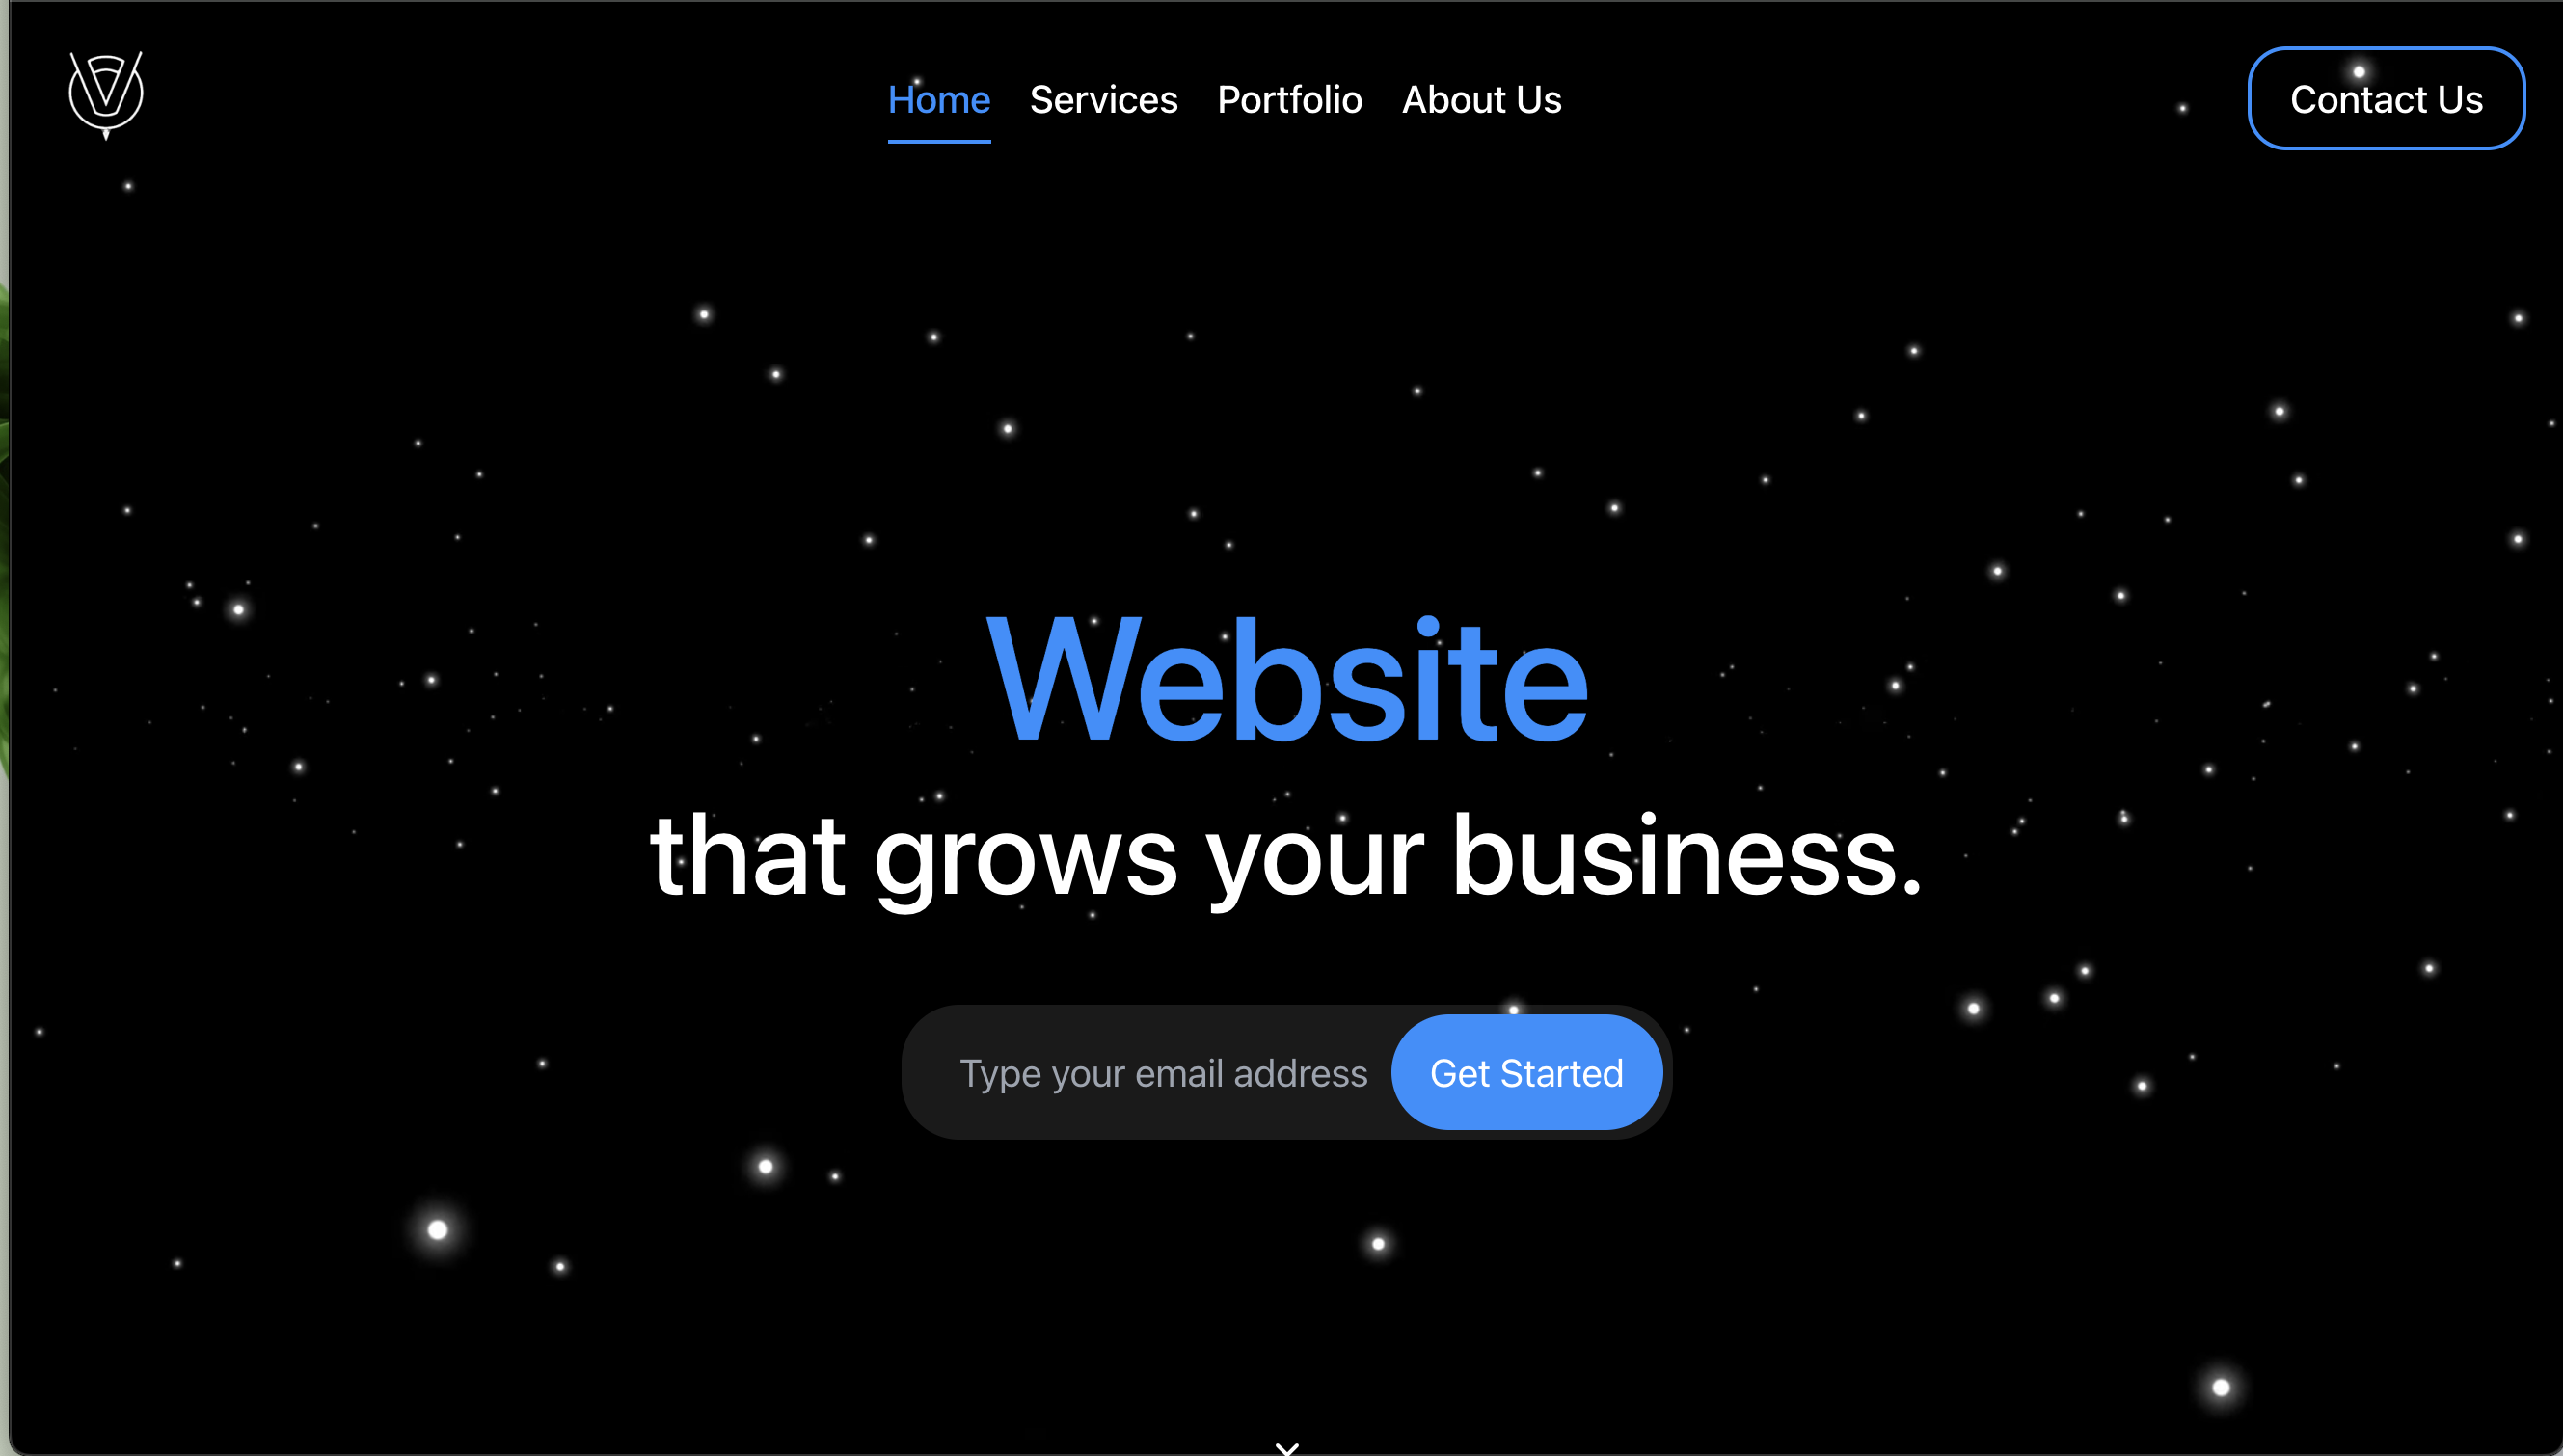 Home Services Portfolio About Us Contact Us
Website
that grows your business.
Type your email address Get Started